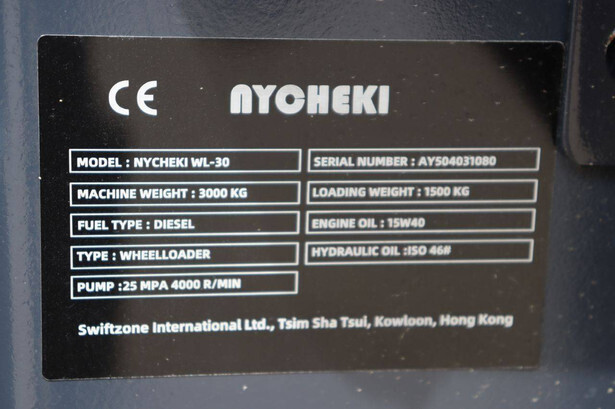 CE NYCHEKI
MODEL : NYCHEKI WL-30
SERIAL NUMBER : AY504031080
MACHINE WEIGHT : 3000 KG
LOADING WEIGHT : 1500 KG
FUEL TYPE : DIESEL
ENGINE OIL : 15W40
TYPE : WHEELLOADER
HYDRAULIC OIL :ISO 46#
PUMP :25 MPA 4000 R/MIN
Swiftzone International Ltd., Tsim Sha Tsui, Kowloon, Hong Kong